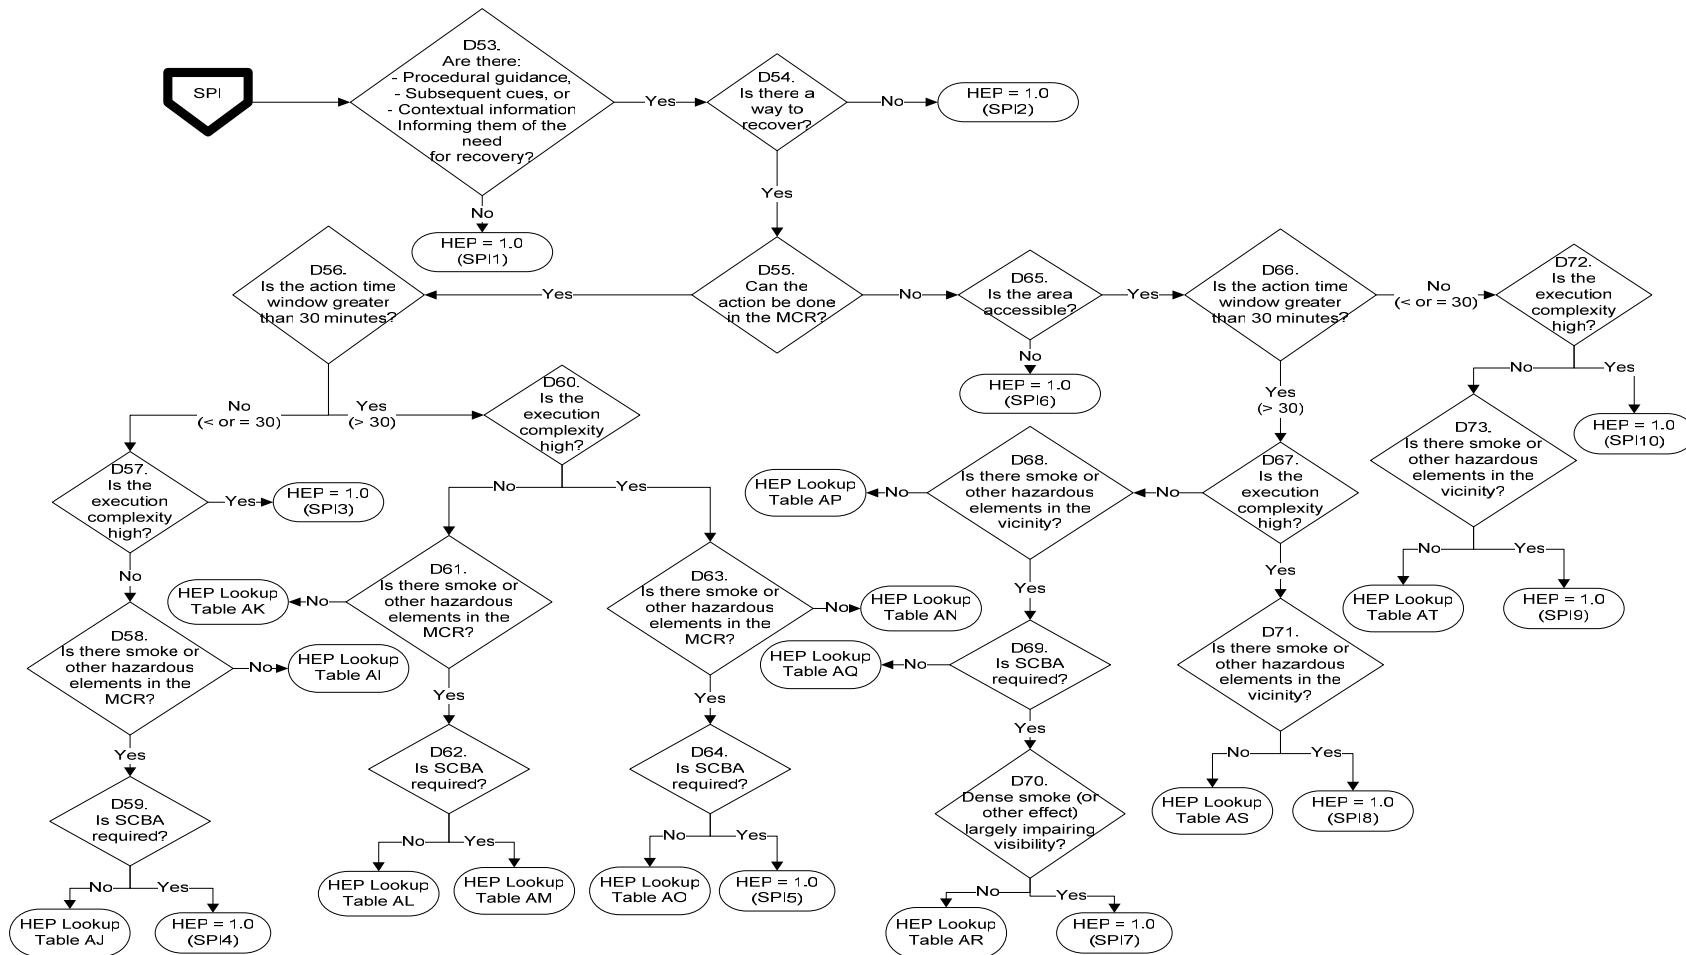 SPI
D53.
Are there:
- Procedural guidance,
- Subsequent cues, or
- Contextual information
Informing them of the
need
for recovery?
Yes
No
HEP = 1.0
(SPI1)
D54.
Is there a
way to
recover?
No
HEP = 1.0
(SPI2)
Yes
D55.
Can the
action be done
in the MCR?
Yes
No
D56.
Is the action time
window greater
than 30 minutes?
No
(< or = 30)
Yes
(> 30)
D57.
Is the
execution
complexity
high?
Yes
HEP = 1.0
(SPI3)
No
D58.
Is there smoke or
other hazardous
elements in the
MCR?
No
HEP Lookup
Table AI
Yes
D59.
Is SCBA
required?
No
Yes
HEP Lookup
Table AJ
HEP = 1.0
(SPI4)
D60.
Is the
execution
complexity
high?
No
Yes
D61.
Is there smoke or
other hazardous
elements in the
MCR?
No
HEP Lookup
Table AK
Yes
D62.
Is SCBA
required?
No
Yes
HEP Lookup
Table AL
HEP Lookup
Table AM
D63.
Is there smoke or
other hazardous
elements in the
MCR?
No
HEP Lookup
Table AN
Yes
D64.
Is SCBA
required?
No
Yes
HEP Lookup
Table AO
HEP = 1.0
(SPI5)
D65.
Is the area
accessible?
Yes
No
HEP = 1.0
(SPI6)
D66.
Is the action time
window greater
than 30 minutes?
No
(< or = 30)
Yes
(> 30)
D67.
Is the
execution
complexity
high?
No
Yes
D68.
Is there smoke or
other hazardous
elements in the
vicinity?
No
HEP Lookup
Table AP
Yes
D69.
Is SCBA
required?
No
HEP Lookup
Table AQ
Yes
D70.
Dense smoke (or
other effect)
largely impairing
visibility?
No
Yes
HEP Lookup
Table AR
HEP = 1.0
(SPI7)
D71.
Is there smoke or
other hazardous
elements in the
vicinity?
No
Yes
HEP Lookup
Table AS
HEP = 1.0
(SPI8)
D72.
Is the
execution
complexity
high?
No
Yes
HEP = 1.0
(SPI10)
D73.
Is there smoke or
other hazardous
elements in the
vicinity?
No
Yes
HEP Lookup
Table AT
HEP = 1.0
(SPI9)